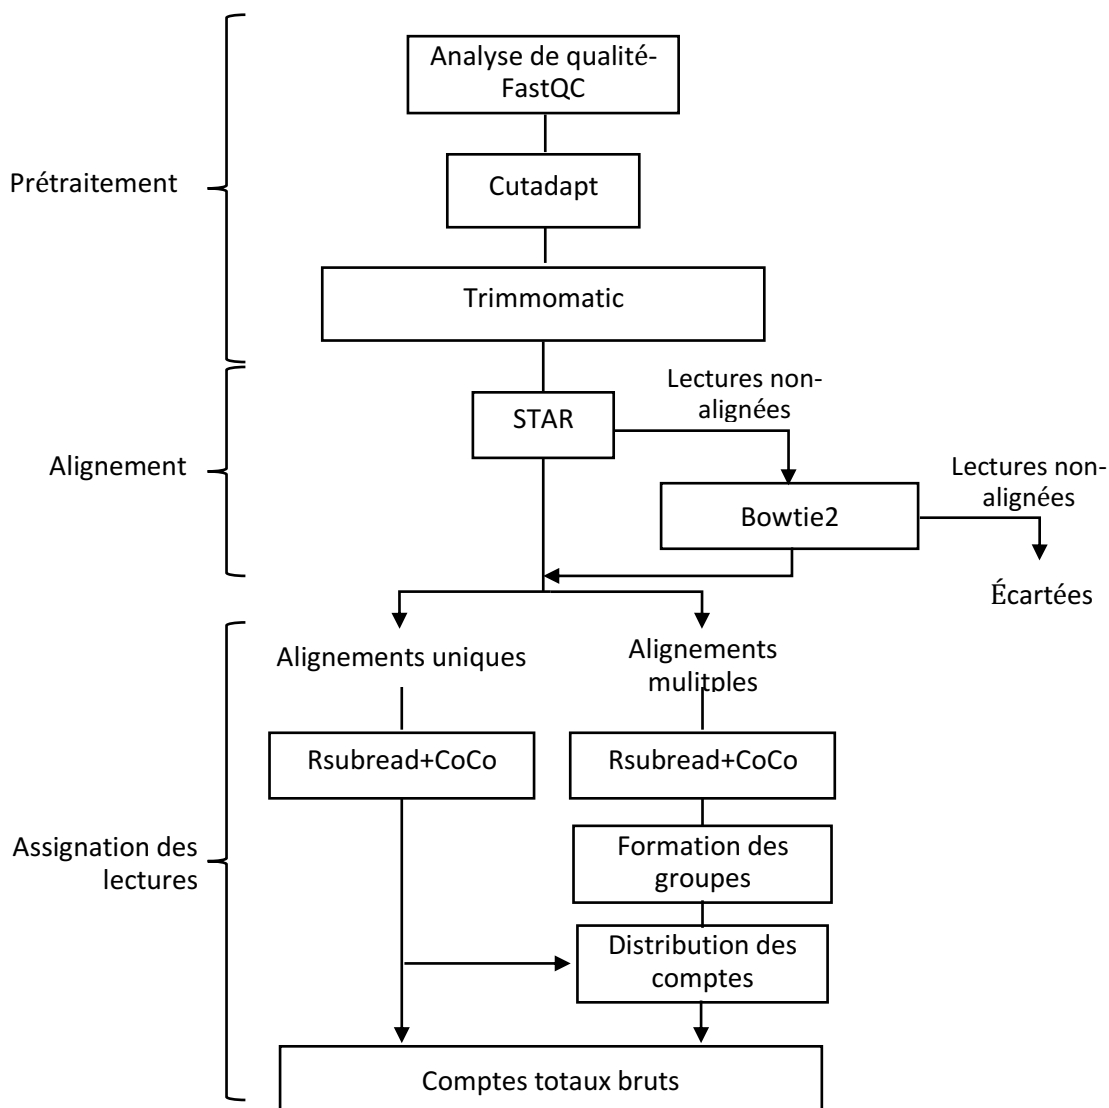 Analyse de qualité-
FastQC
Prétraitement
Cutadapt
Trimmomatic
Lectures non-
alignées
STAR
Alignement
Lectures non-
alignées
Bowtie2
Écartées
Alignements uniques
Alignements
mulitples
Rsubread+CoCo
Rsubread+CoCo
Assignation des
lectures
Formation des
groupes
Distribution des
comptes
Comptes totaux bruts